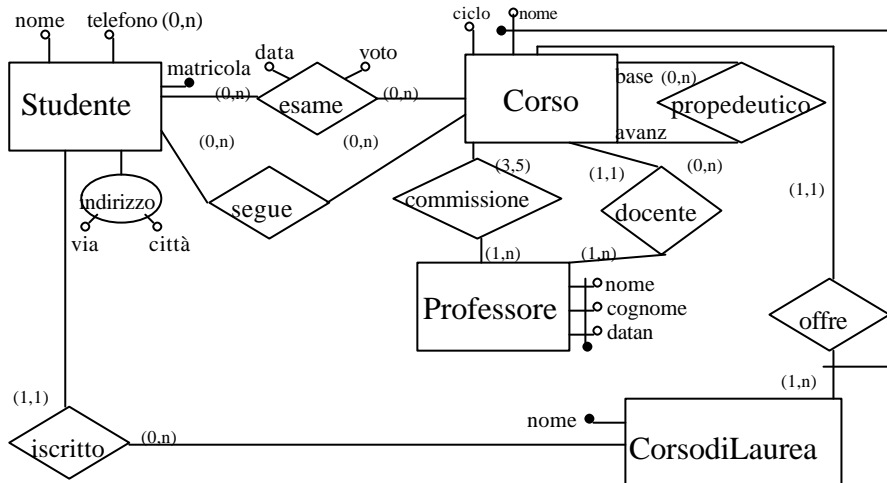 nome telefono (0,n) ciclo nome
data voto
matricola
(0,n) (0,n)
Studente esame Corso
base (0,n)
propedeutico
avanz
(0,n) (0,n) (3,5) (1,1) (0,n)
(1,1)
indirizzo segue commissione docente
via città
(1,n) (1,n)
Professore nome
cognome
datan
offre
(1,n)
(1,1)
nome
iscritto (0,n) CorsodiLaurea